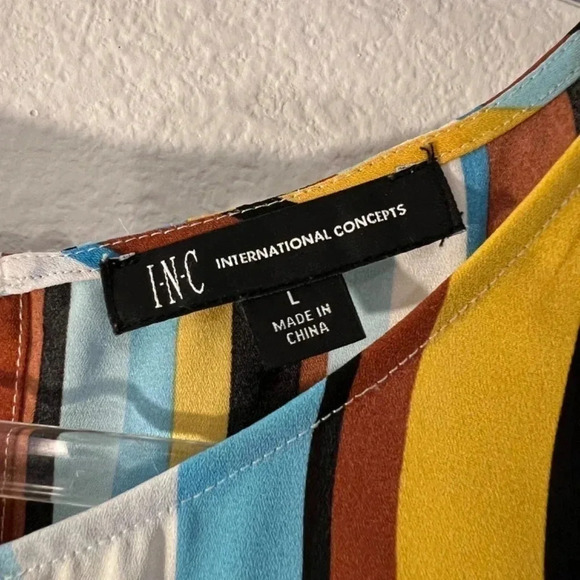 I·N·C INTERNATIONAL CONCEPTS
L
MADE IN
CHINA